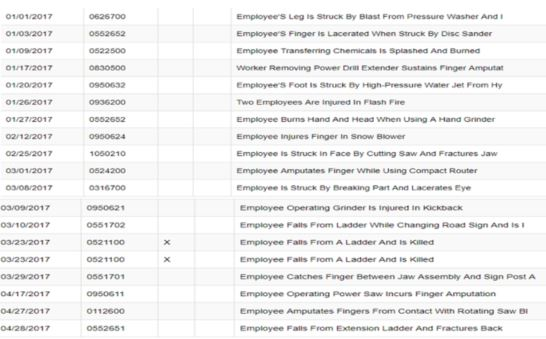 01/01/2017 0626700 Employee'S Leg Is Struck By Blast From Pressure Washer And I
01/03/2017 0552652 Employee'S Finger Is Lacerated When Struck By Disc Sander
01/09/2017 0522500 Employee Transferring Chemicals Is Splashed And Burned
01/17/2017 0830500 Worker Removing Power Drill Extender Sustains Finger Amputat
01/20/2017 0950632 Employee'S Foot Is Struck By High-Pressure Water Jet From Hy
01/26/2017 0936200 Two Employees Are Injured In Flash Fire
01/27/2017 0552652 Employee Burns Hand And Head When Using A Hand Grinder
02/12/2017 0950624 Employee Injures Finger In Snow Blower
02/25/2017 1050210 Employee Is Struck In Face By Cutting Saw And Fractures Jaw
03/01/2017 0524200 Employee Amputates Finger While Using Compact Router
03/08/2017 0316700 Employee Is Struck By Breaking Part And Lacerates Eye
03/09/2017 0950621 Employee Operating Grinder Is Injured In Kickback
03/10/2017 0551702 Employee Falls From Ladder While Changing Road Sign And Is I
03/23/2017 0521100 X Employee Falls From A Ladder And Is Killed
03/23/2017 0521100 X Employee Falls From A Ladder And Is Killed
03/29/2017 0551701 Employee Catches Finger Between Jaw Assembly And Sign Post A
04/17/2017 0950611 Employee Operating Power Saw Incurs Finger Amputation
04/27/2017 0112600 Employee Amputates Fingers From Contact With Rotating Saw Bl
04/28/2017 0552651 Employee Falls From Extension Ladder And Fractures Back